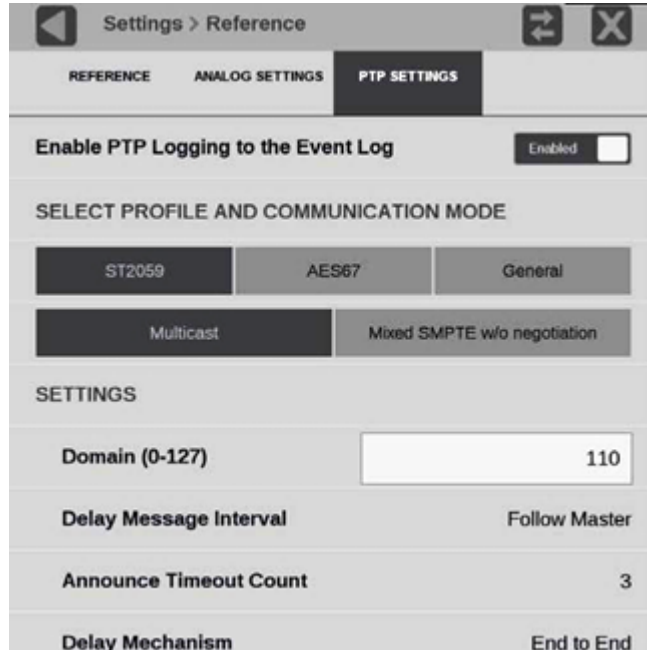 Settings > Reference
REFERENCE ANALOG SETTINGS PTP SETTINGS
Enable PTP Logging to the Event Log Enabled
SELECT PROFILE AND COMMUNICATION MODE
ST2059 AES67 General
Multicast Mixed SMPTE w/o negotiation
SETTINGS
Domain (0-127) 110
Delay Message Interval Follow Master
Announce Timeout Count 3
Delay Mechanism End to End